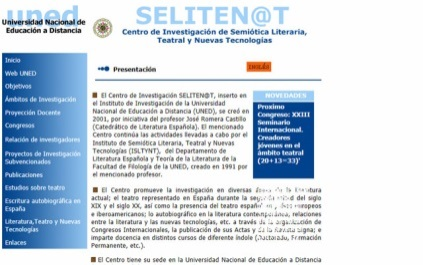 uned
Universidad Nacional de
Educación a Distancia
SELITEN@T
Centro de Investigación de Semiótica Literaria,
Teatral y Nuevas Tecnologías
Inicio
Web UNED
Objetivos
Ámbitos de Investigación
Proyección Docente
Congresos
Relación de investigadores
Proyectos de Investigación
Subvencionados
Publicaciones
Estudios sobre teatro
Escritura autobiográfica en
España
Literatura,Teatro y Nuevas
Tecnologías
Enlaces
Presentación
El Centro de Investigación SELITEN@T, inserto en
el Instituto de Investigación de la Universidad
Nacional de Educación a Distancia (UNED), se creó en
2001, por iniciativa del profesor José Romera Castillo
(Catedrático de Literatura Española). El mencionado
Centro continúa las actividades llevadas a cabo por el
Instituto de Semiótica Literaria, Teatral y Nuevas
Tecnologías (ISLTYNT), del Departamento de
Literatura Española y Teoría de la Literatura de la
Facultad de Filología de la UNED, creado en 1991 por
el mencionado profesor.
NOVEDADES
Proximo
Congreso: XXIII
Seminario
Internacional.
Creadores
jóvenes en el
ámbito teatral
(20+13=33)'
El Centro promueve la investigación en diversas de la
actual; el teatro representado en España durante la del siglo
XIX y el siglo XX, así como la presencia del teatro español en europeos
e iberoamericanos; lo autobiográfico en la literatura contemporánea, relaciones
entre la literatura y las nuevas tecnologías, etc. a través de la organización de
Congresos Internacionales, la publicación de sus Actas y de la Revista Signa; e
imparte docencia en distintos cursos de diferente índole (Doctorado, Formación
Permanente, etc.).
El Centro tiene su sede en la Universidad Nacional de Educación a Distancia